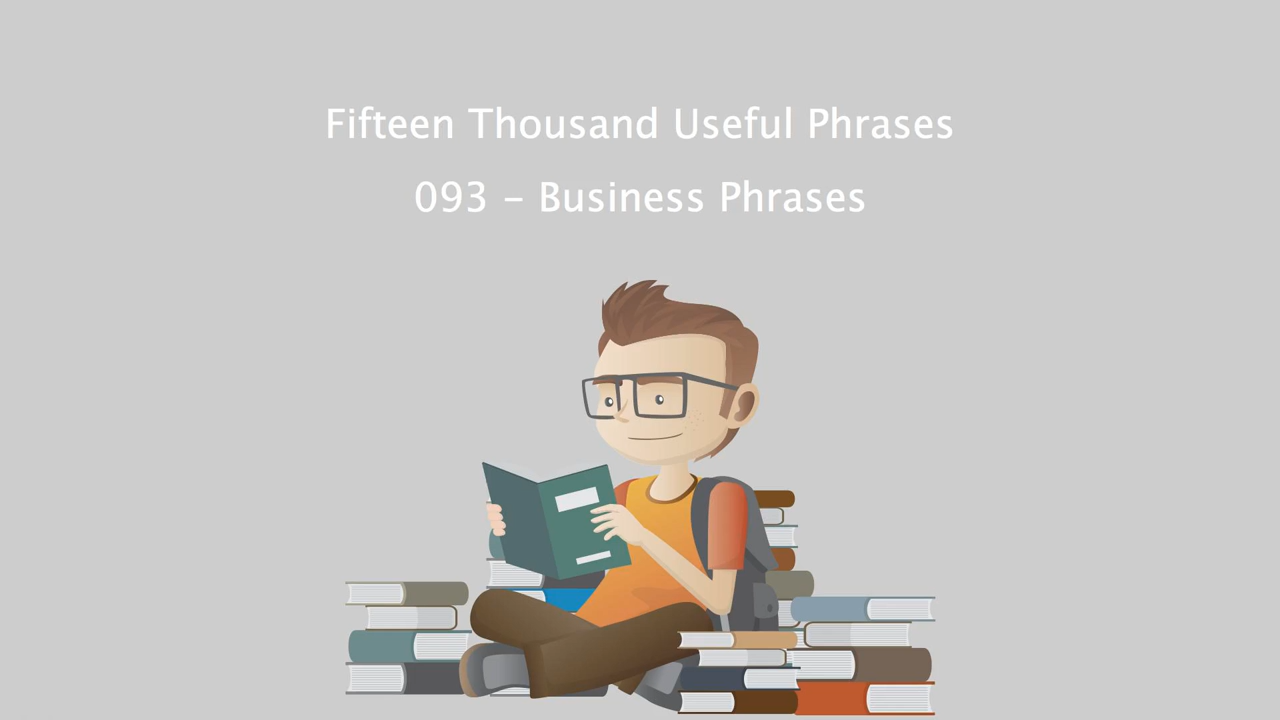 Fifteen Thousand Useful Phrases
093 – Business Phrases